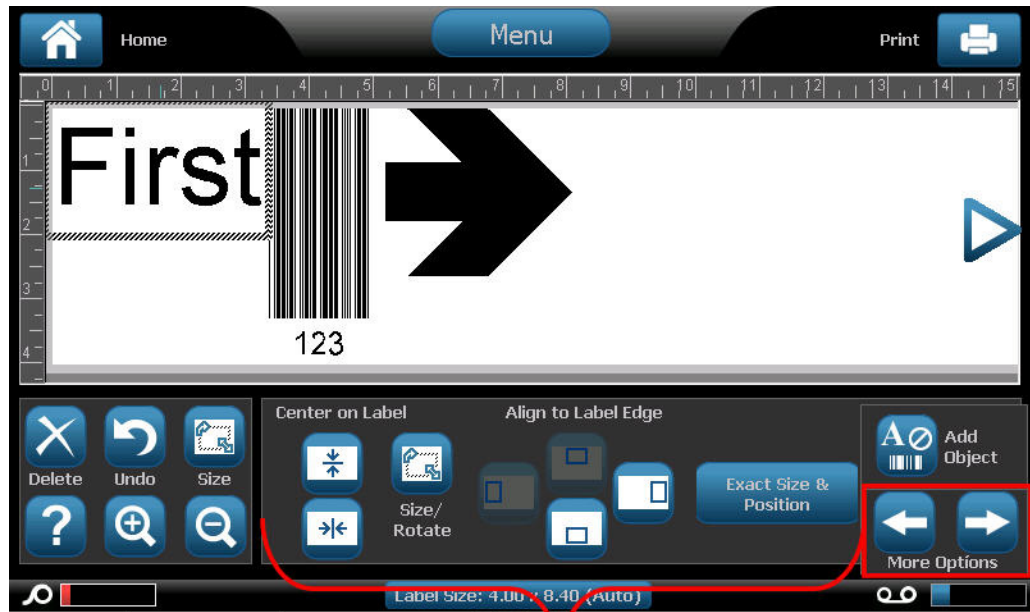 Home
Menu
Print
0 1 2 3 4 5 6 7 8 9 10 11 12 13 14 15
1
2
3
4
First
123
Center on Label
Align to Label Edge
Delete
Undo
Size
Size/
Rotate
Exact Size &
Position
A
Add
Object
?
More Options
Label Size: 4.00 x 8.40 (Auto)